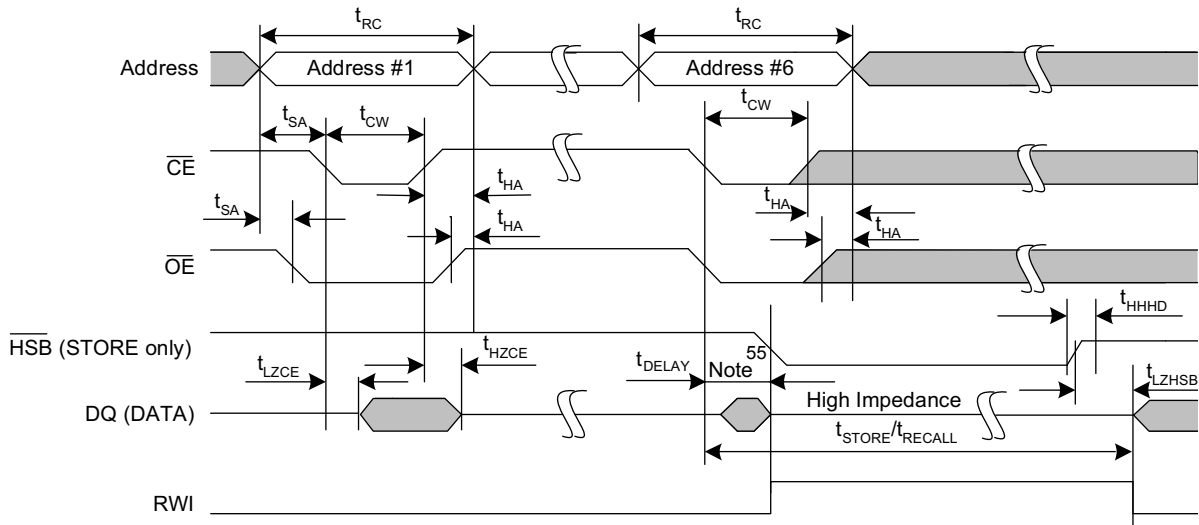 tRC
tRC
Address
Address #1
Address #6
tSA
tCW
tCW
CE
tHA
tSA
tHA
tHA
tHA
OE
tHHHD
HSB (STORE only)
tLZCE
tHZCE
tDELAY
Note 55
tLZHSB
DQ (DATA)
High Impedance
tSTORE/tRECALL
RWI